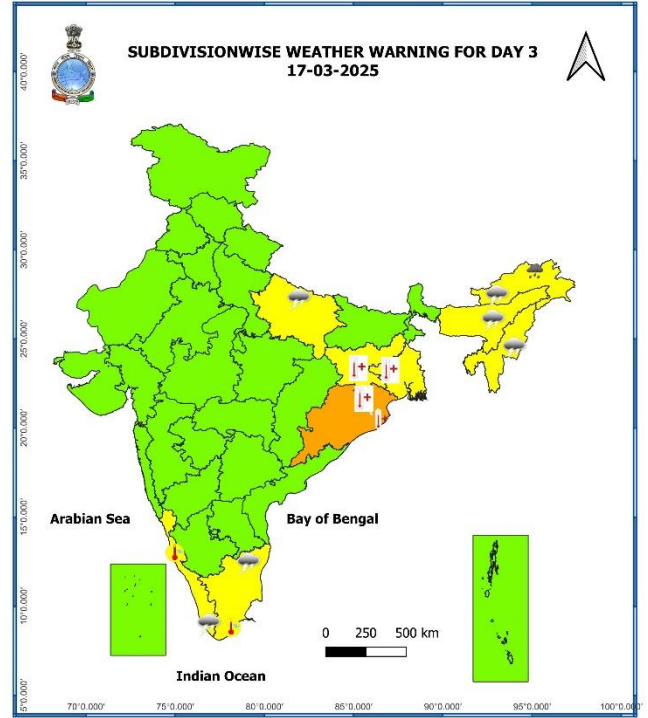 SUBDIVISIONWISE WEATHER WARNING FOR DAY 3
17-03-2025
40°0.000'
35°0.000'
30°0.000'
25°0.000'
20°0.000'
15°0.000'
10°0.000'
5°0.000'
Arabian Sea
Bay of Bengal
0 250 500 km
Indian Ocean
70°0.000' 75°0.000' 80°0.000' 85°0.000' 90°0.000' 95°0.000' 100°0.000'